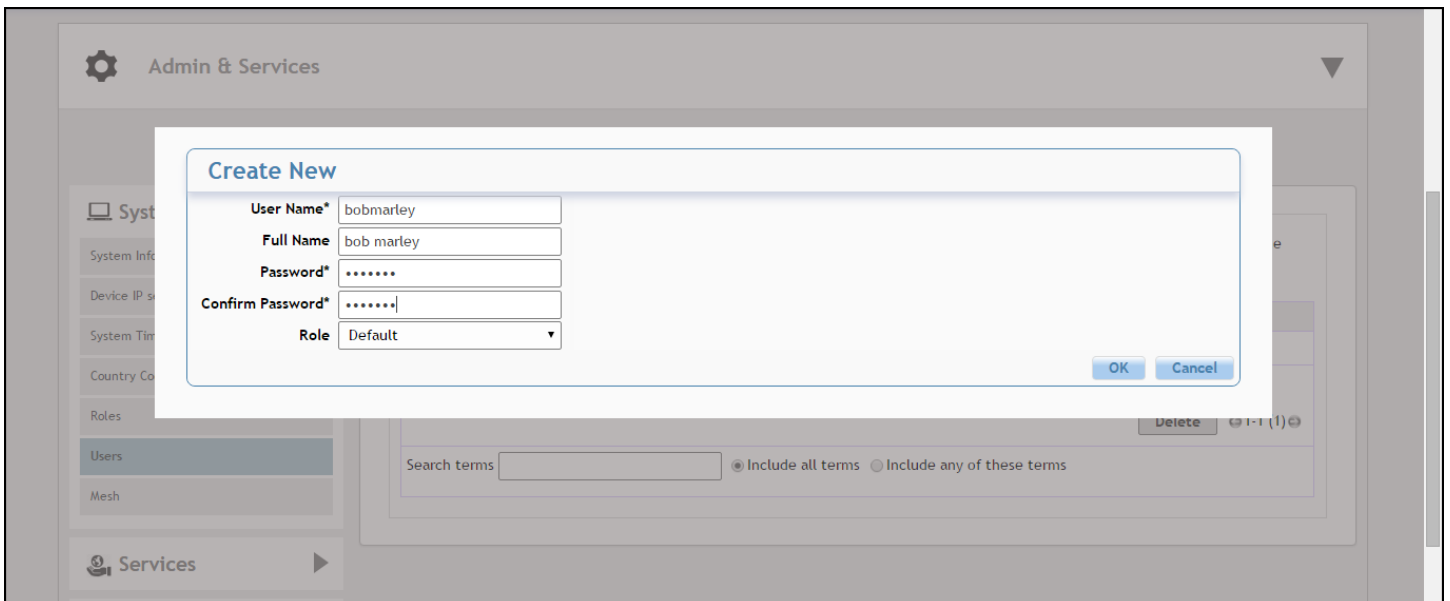 Admin & Services
Create New
User Name* bobmarley
Full Name bob marley
Password* •••••••
Confirm Password* •••••••
Role Default
OK Cancel
Syst
System Info
Device IP se
System Tim
Country Co
Roles
Users
Mesh
Services
e
Delete 1-1 (1)
Search terms Include all terms Include any of these terms